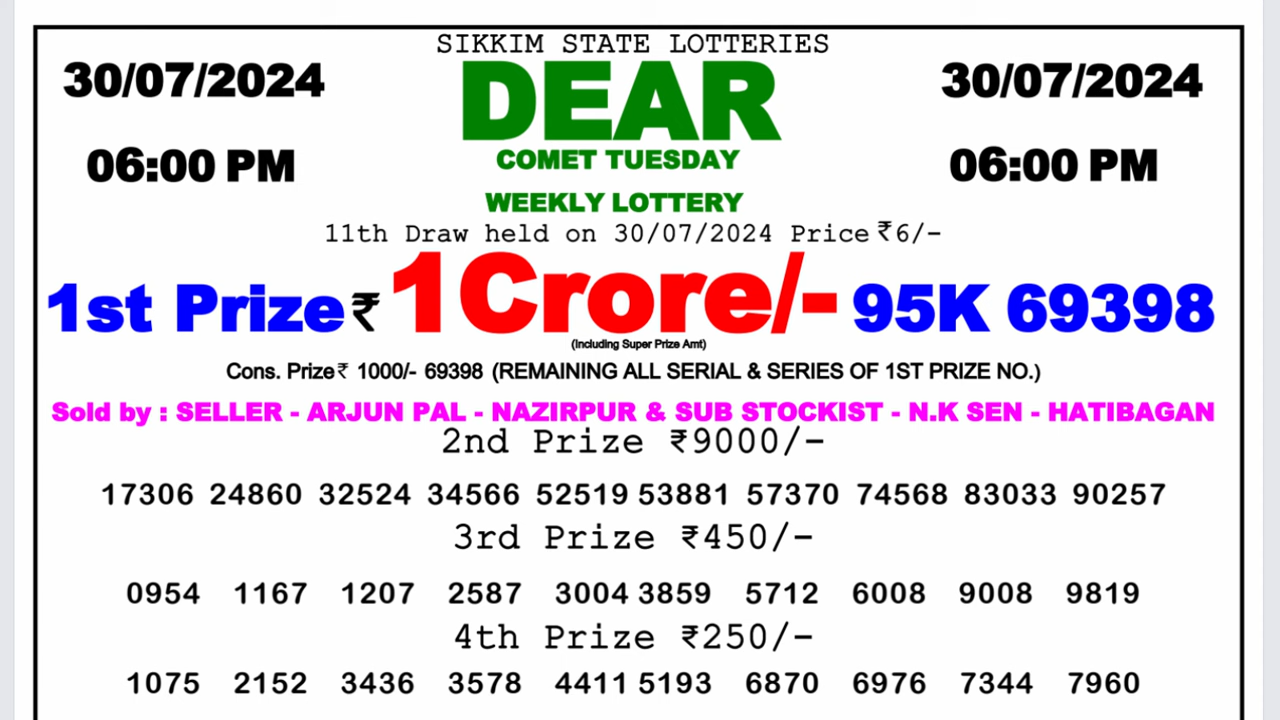 SIKKIM STATE LOTTERIES
30/07/2024 DEAR 30/07/2024
06:00 PM COMET TUESDAY 06:00 PM
WEEKLY LOTTERY
11th Draw held on 30/07/2024 Price ₹6/-
1st Prize ₹ 1Crore/- 95K 69398
(Including Super Prize Amt)
Cons. Prize ₹ 1000/- 69398 (REMAINING ALL SERIAL & SERIES OF 1ST PRIZE NO.)
Sold by : SELLER - ARJUN PAL - NAZIRPUR & SUB STOCKIST - N.K SEN - HATIBAGAN
2nd Prize ₹9000/-
17306 24860 32524 34566 52519 53881 57370 74568 83033 90257
3rd Prize ₹450/-
0954 1167 1207 2587 3004 3859 5712 6008 9008 9819
4th Prize ₹250/-
1075 2152 3436 3578 4411 5193 6870 6976 7344 7960